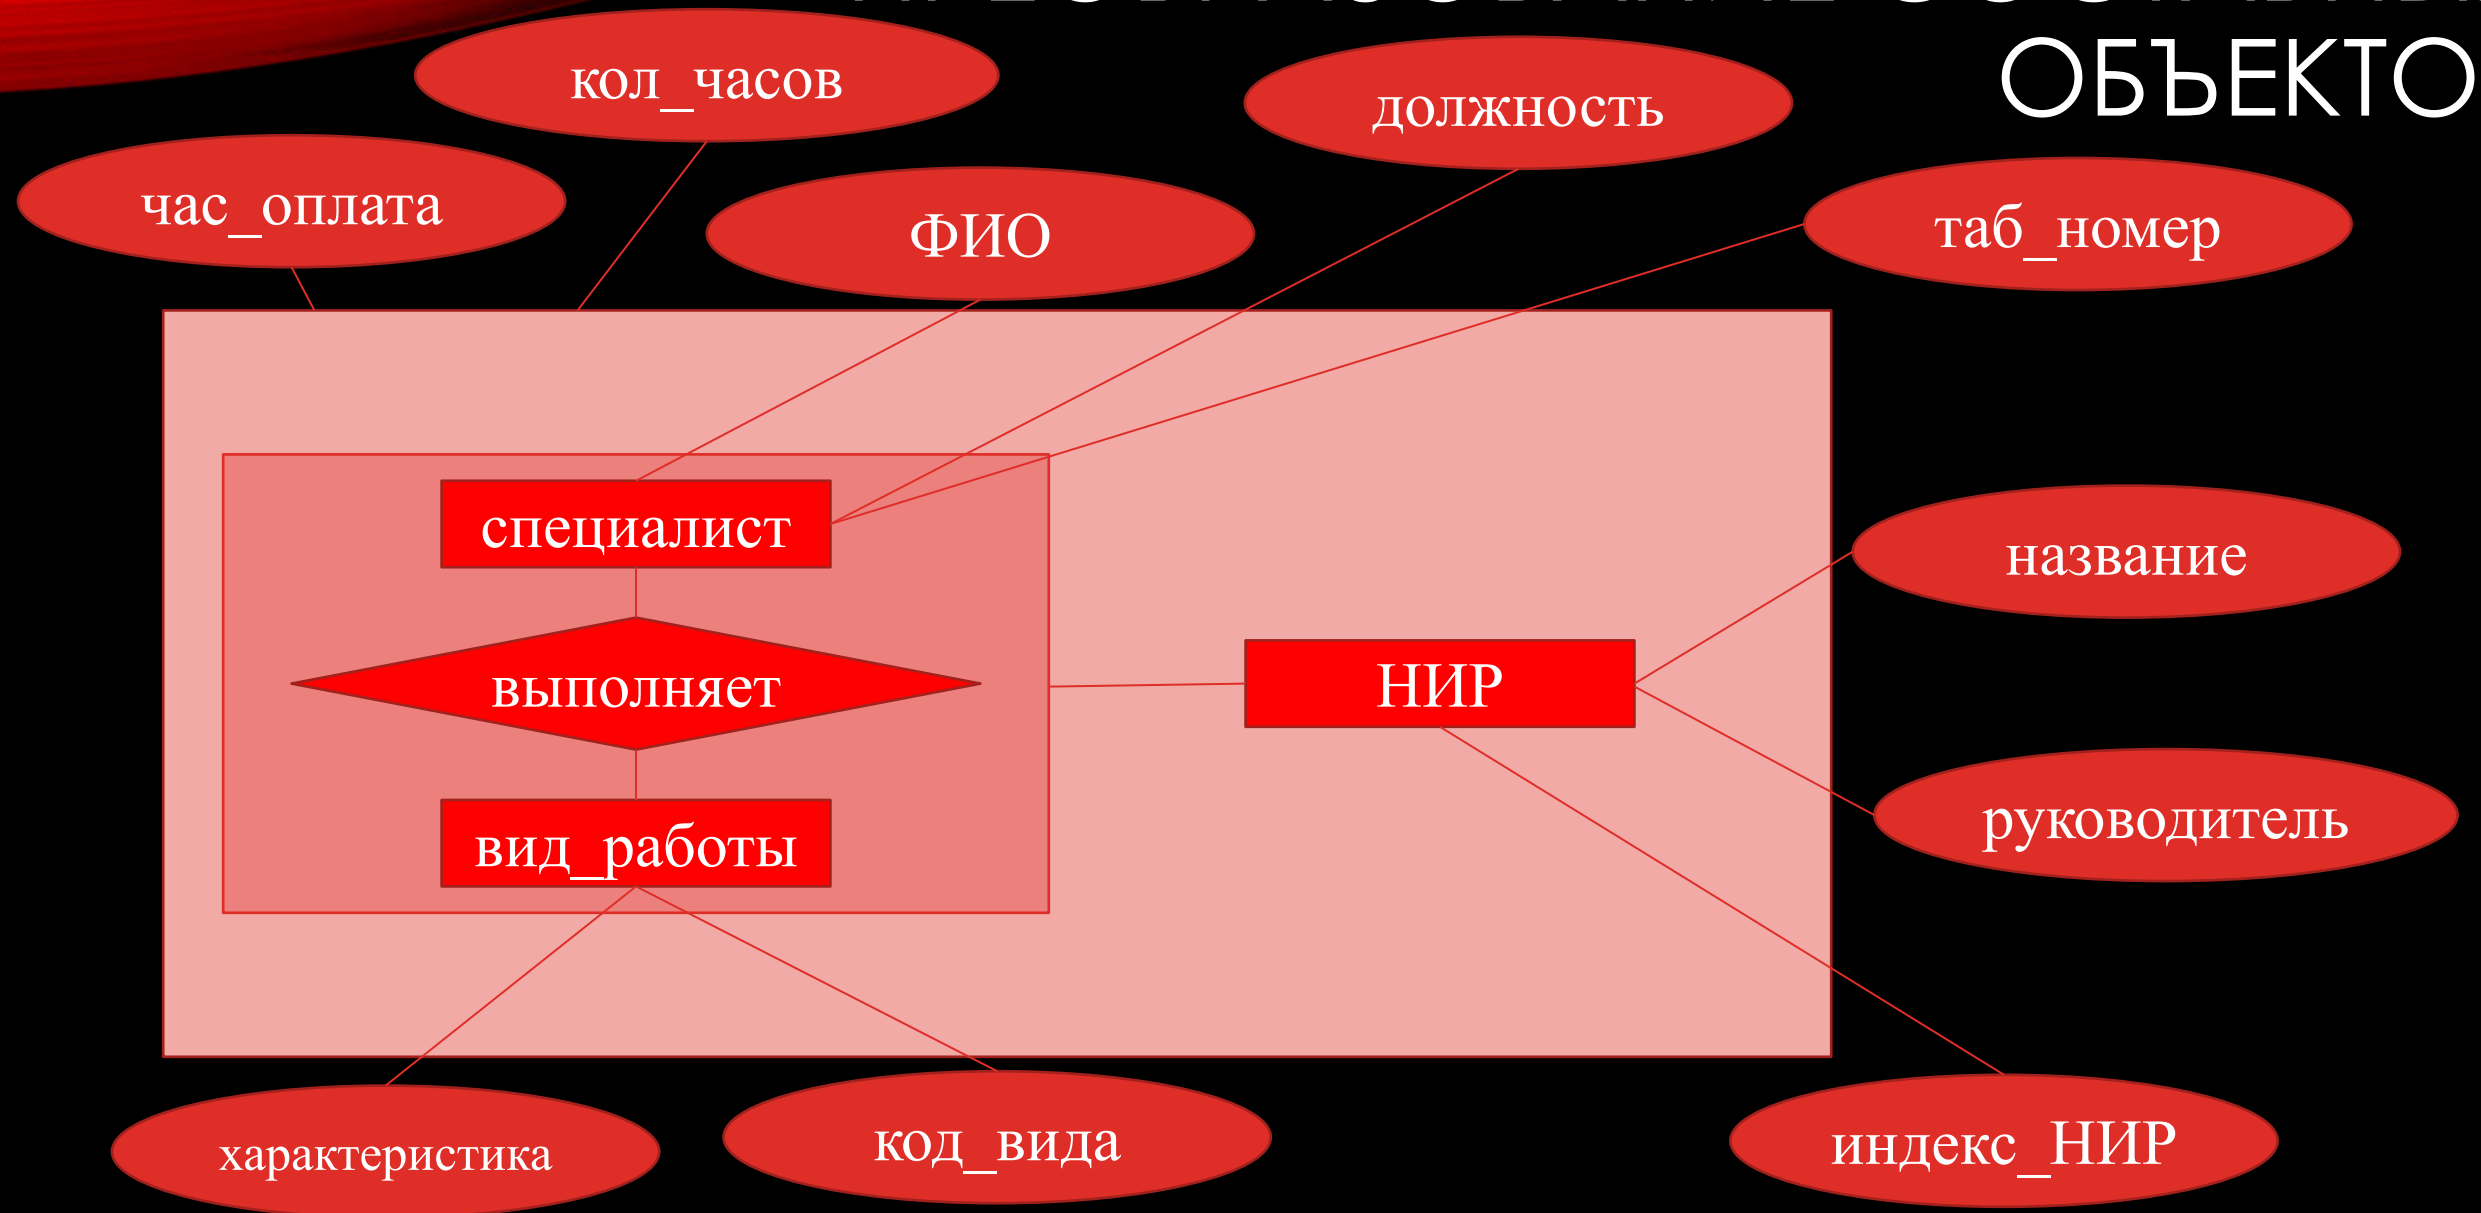 ОБЪЕКТО
кол_часов
должность
час_оплата
ФИО
таб_номер
специалист
название
выполняет
НИР
руководитель
вид_работы
характеристика
код_вида
индекс_НИР